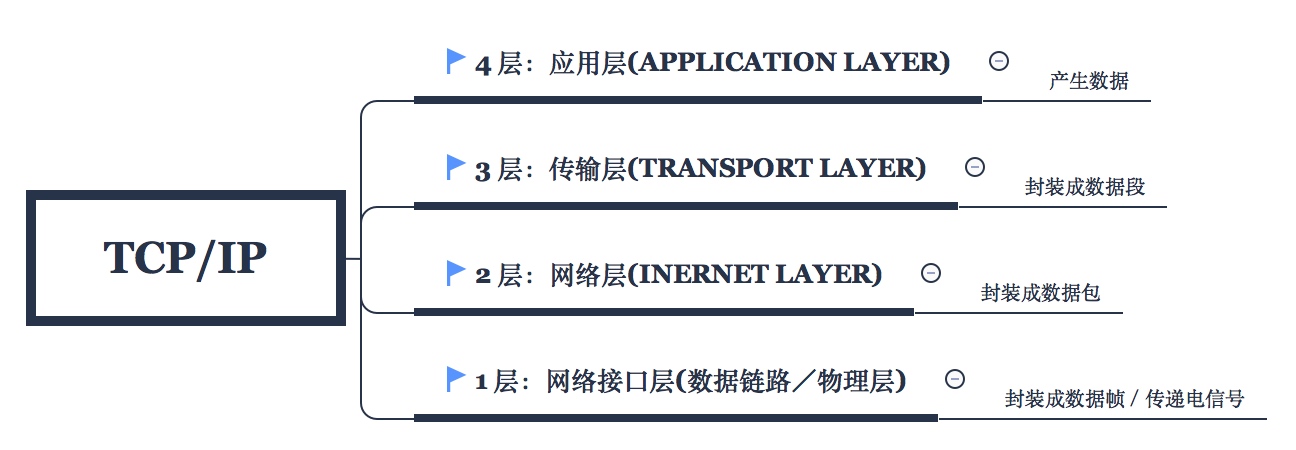 4 层：应用层(APPLICATION LAYER)
产生数据
3 层：传输层(TRANSPORT LAYER)
封装成数据段
TCP/IP
2 层：网络层(INERNET LAYER)
封装成数据包
1 层：网络接口层(数据链路／物理层)
封装成数据帧 / 传递电信号